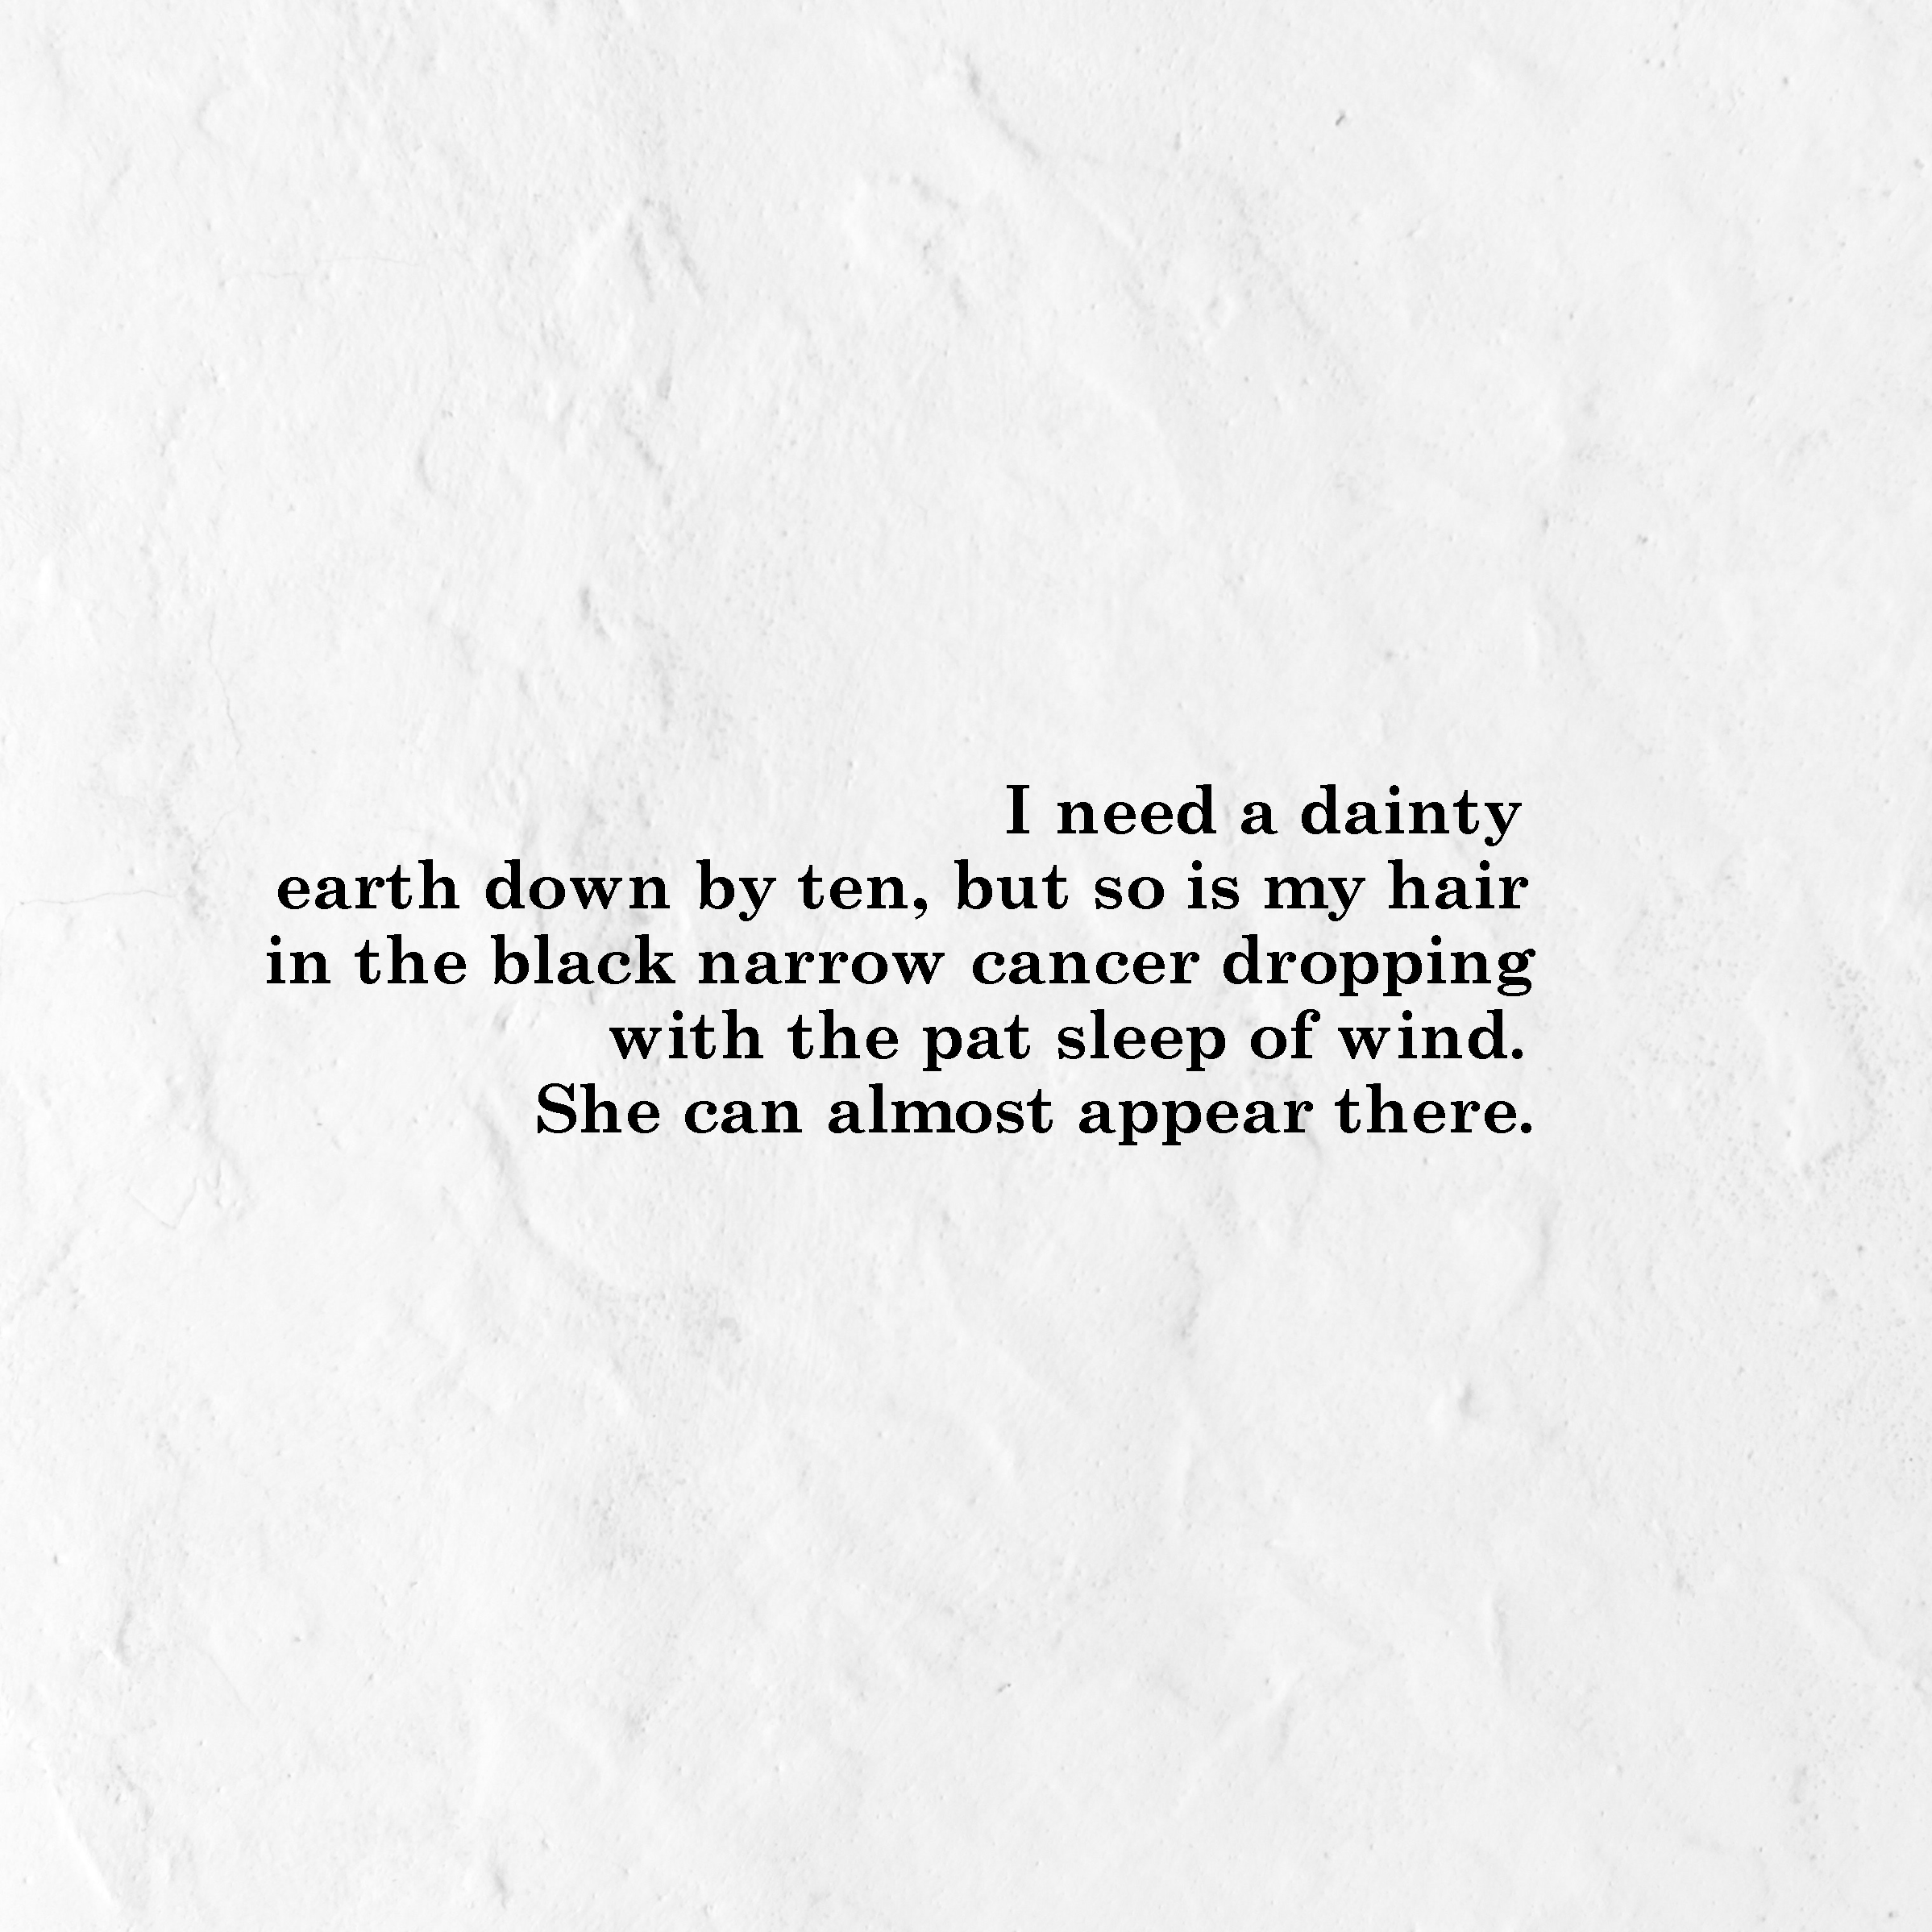 I need a dainty
earth down by ten, but so is my hair
in the black narrow cancer dropping
with the pat sleep of wind.
She can almost appear there.